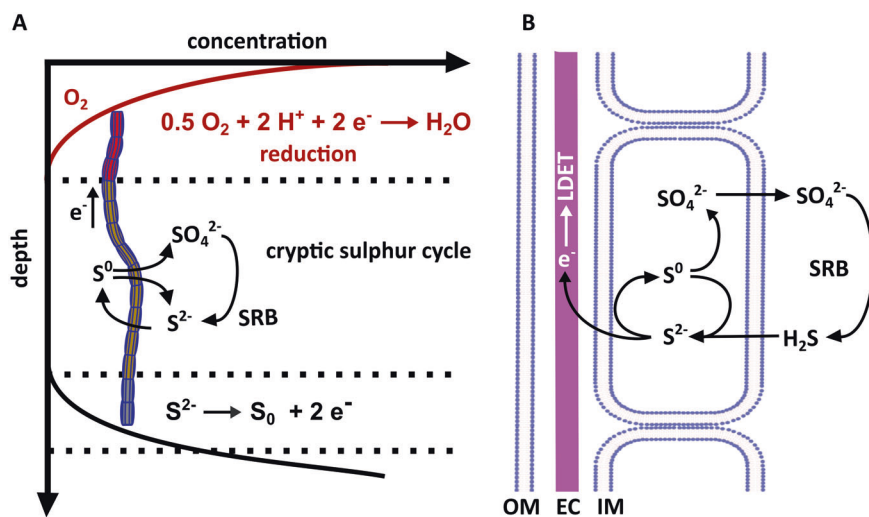 A
concentration
O₂
0.5 O₂ + 2 H⁺ + 2 e⁻ → H₂O
reduction
e⁻
depth
SO₄²⁻
cryptic sulphur cycle
S⁰
S²⁻
SRB
S²⁻ → S₀ + 2 e⁻
B
LDET
e⁻
SO₄²⁻
SO₄²⁻
S⁰
SRB
S²⁻
H₂S
OM EC IM